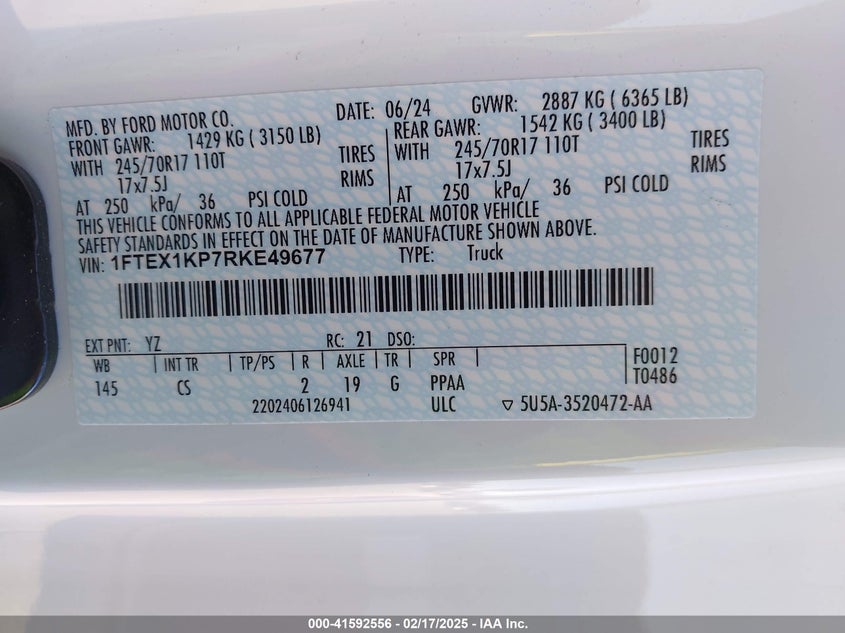 MFD. BY FORD MOTOR CO. DATE: 06/24 GVWR: 2887 KG ( 6365 LB)
FRONT GAWR: 1429 KG ( 3150 LB) REAR GAWR: 1542 KG ( 3400 LB)
WITH 245/70R17 110T TIRES WITH 245/70R17 110T TIRES
17x7.5J RIMS 17x7.5J RIMS
AT 250 kPa/ 36 PSI COLD AT 250 kPa/ 36 PSI COLD
THIS VEHICLE CONFORMS TO ALL APPLICABLE FEDERAL MOTOR VEHICLE
SAFETY STANDARDS IN EFFECT ON THE DATE OF MANUFACTURE SHOWN ABOVE.
VIN: 1FTEX1KP7RKE49677 TYPE: Truck
EXT PNT: YZ RC: 21 DSO:
WB INT TR TP/PS R AXLE TR SPR F0012
145 CS 2 19 G PPAA T0486
2202406126941 ULC ▽ 5U5A-3520472-AA
000-41592556 — 02/17/2025 — IAA Inc.